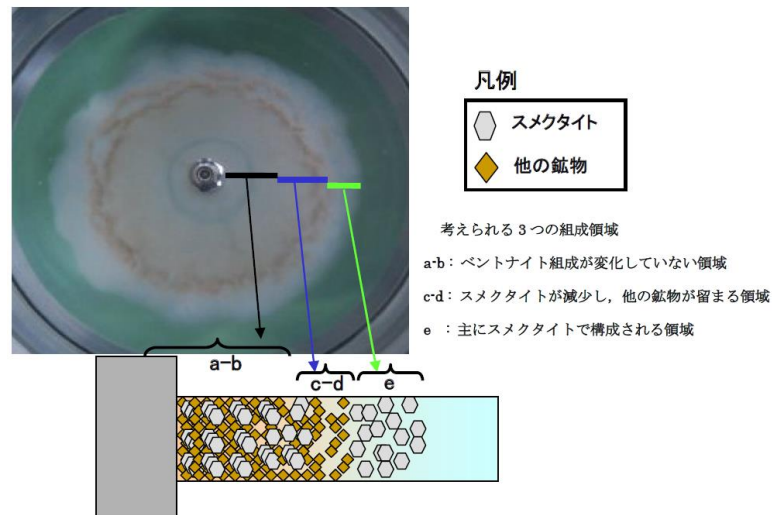 凡例
スメクタイト
他の鉱物
考えられる3つの組成領域
a-b：ベントナイト組成が変化していない領域
c-d：スメクタイトが減少し，他の鉱物が留まる領域
e ：主にスメクタイトで構成される領域
a-b
c-d
e